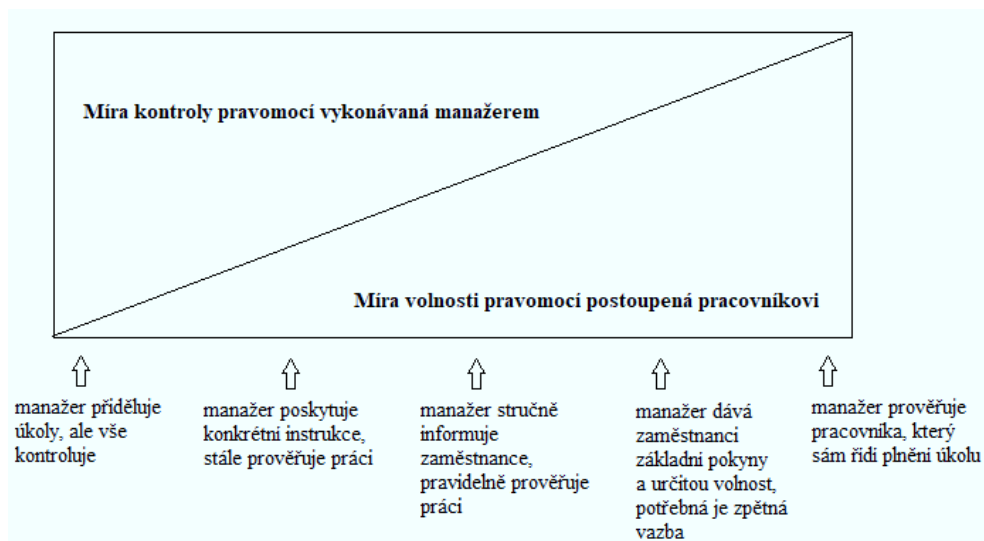 Míra kontroly pravomocí vykonávaná manažerem
Míra volnosti pravomocí postoupená pracovníkovi
manažer přiděluje
úkoly, ale vše
kontroluje
manažer poskytuje
konkrétní instrukce,
stále prověřuje práci
manažer stručně
informuje
zaměstnance,
pravidelně prověřuje
práci
manažer dává
zaměstnanci
základní pokyny
a určitou volnost,
potřebná je zpětná
vazba
manažer prověřuje
pracovníka, který
sám řídi plnění úkolu